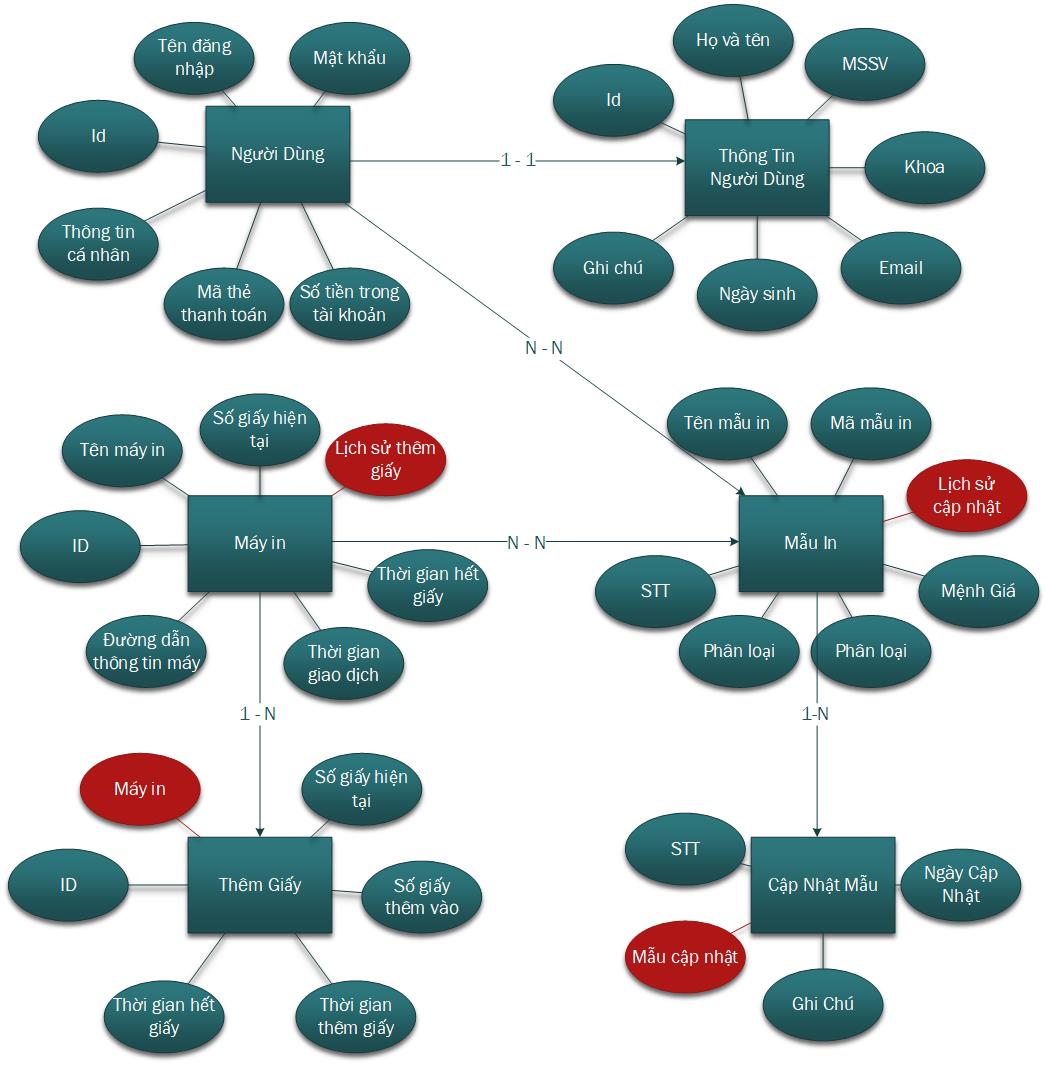 Tên đăng
nhập
Mật khẩu
Id
Người Dùng
Thông tin
cá nhân
Mã thẻ
thanh toán
Số tiền trong
tài khoản
1 - 1
Họ và tên
MSSV
Id
Thông Tin
Người Dùng
Khoa
Ghi chú
Ngày sinh
Email
N - N
Số giấy hiện
tại
Tên máy in
Lịch sử thêm
giấy
ID
Máy in
Thời gian hết
giấy
Đường dẫn
thông tin máy
Thời gian
giao dịch
N - N
Tên mẫu in
Mã mẫu in
Lịch sử
cập nhật
Mẫu In
STT
Mệnh Giá
Phân loại
Phân loại
1 - N
1-N
Máy in
Số giấy hiện
tại
ID
Thêm Giấy
Số giấy
thêm vào
Thời gian hết
giấy
Thời gian
thêm giấy
STT
Cập Nhật Mẫu
Ngày Cập
Nhật
Mẫu cập nhật
Ghi Chú